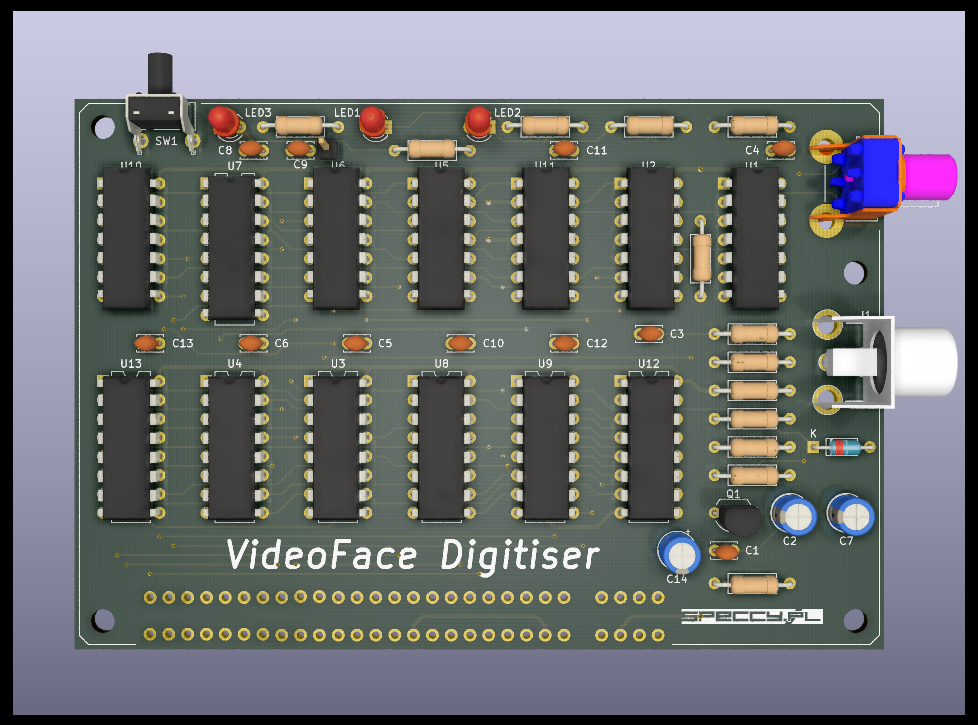 LED3
LED1
LED2
SW1
C8
C9
C11
C4
U10
U7
U6
U5
U11
U2
U1
C13
C6
C5
C10
C12
C3
J1
U13
U4
U3
U8
U9
U12
K
Q1
C2
C7
C1
C14
VideoFace Digitiser
SPECCY.PL